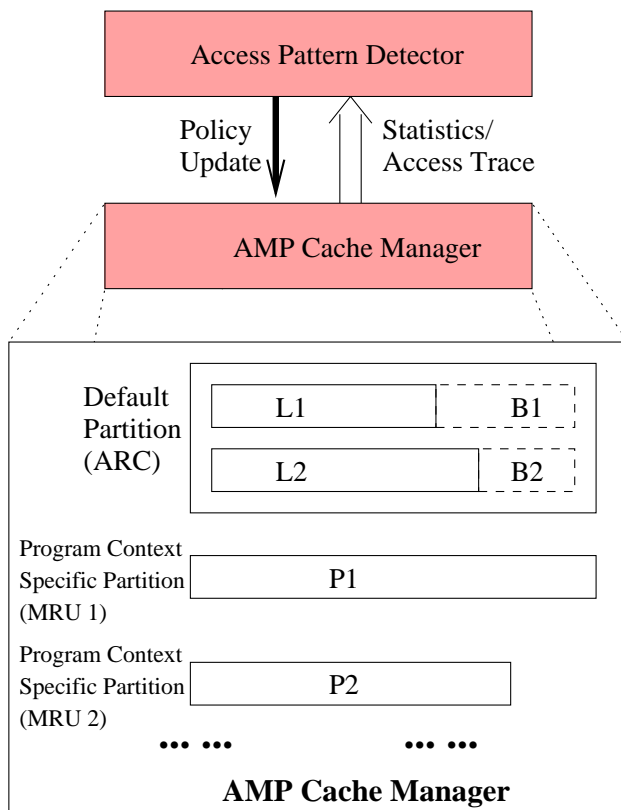 Access Pattern Detector
Policy
Update
Statistics/
Access Trace
AMP Cache Manager
Default
Partition
(ARC)
L1
B1
L2
B2
Program Context
Specific Partition
(MRU 1)
P1
Program Context
Specific Partition
(MRU 2)
P2
... ... ... ...
AMP Cache Manager